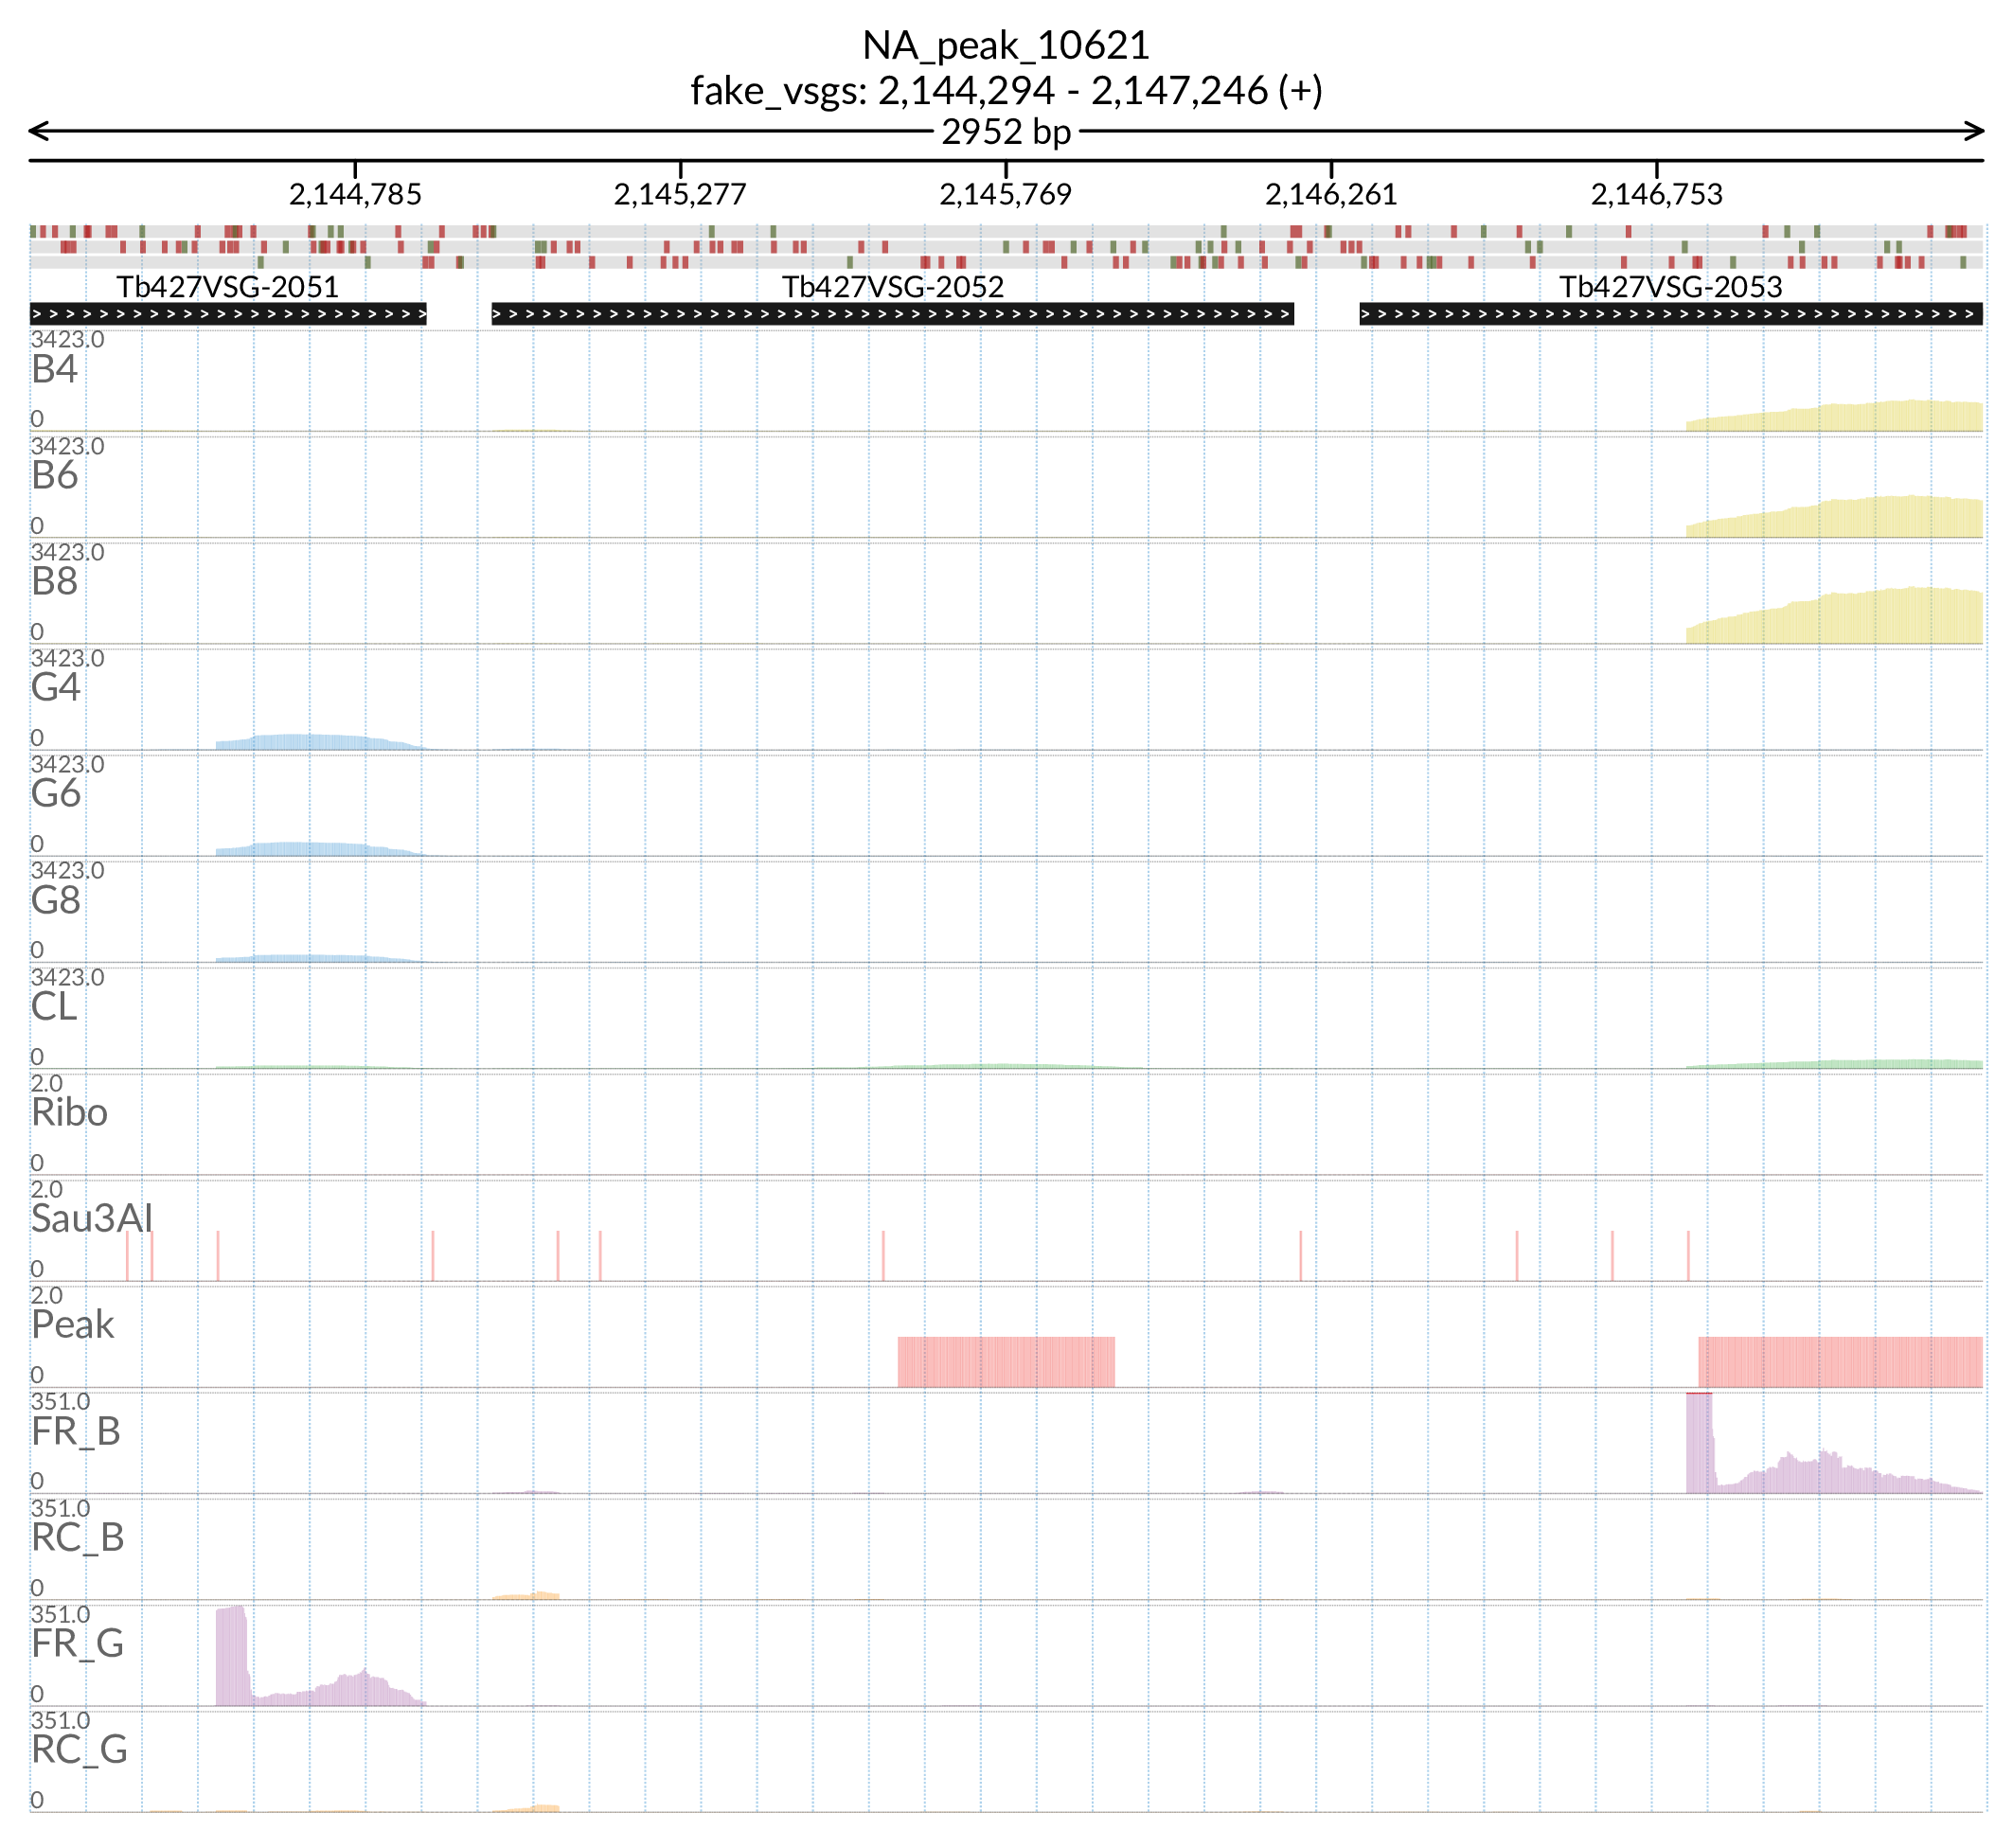 NA_peak_10621
fake_vsgs: 2,144,294 - 2,147,246 (+)
2952 bp
2,144,785 2,145,277 2,145,769 2,146,261 2,146,753
Tb427VSG-2051 Tb427VSG-2052 Tb427VSG-2053
3423.0
B4
0
3423.0
B6
0
3423.0
B8
0
3423.0
G4
0
3423.0
G6
0
3423.0
G8
0
3423.0
CL
0
2.0
Ribo
0
2.0
Sau3AI
0
2.0
Peak
0
351.0
FR_B
0
351.0
RC_B
0
351.0
FR_G
0
351.0
RC_G
0